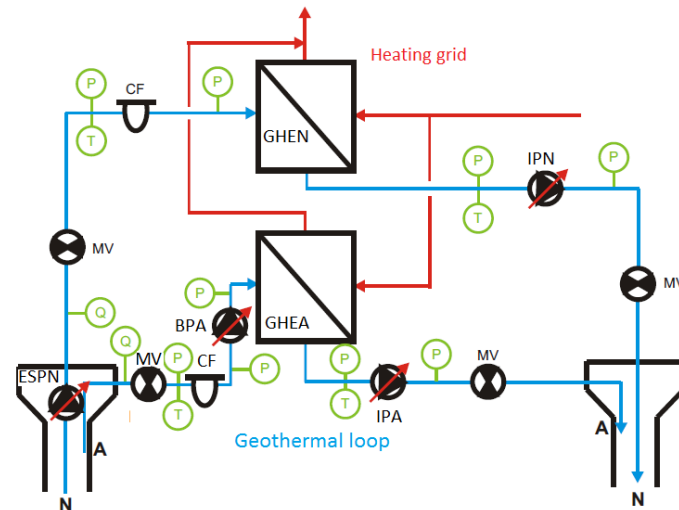 Heating grid
P
CF
P
T
GHEN
IPN
P
P
T
MV
MV
Q
P
BPA
GHEA
Q
MV
P
CF
P
T
ESPN
P
T
P
MV
IPA
A
Geothermal loop
A
N
N